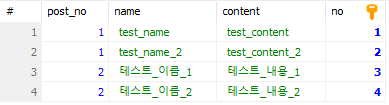 # post_no name content no
1 1 test_name test_content 1
2 1 test_name_2 test_content_2 2
3 2 테스트_이름_1 테스트_내용_1 3
4 2 테스트_이름_2 테스트_내용_2 4